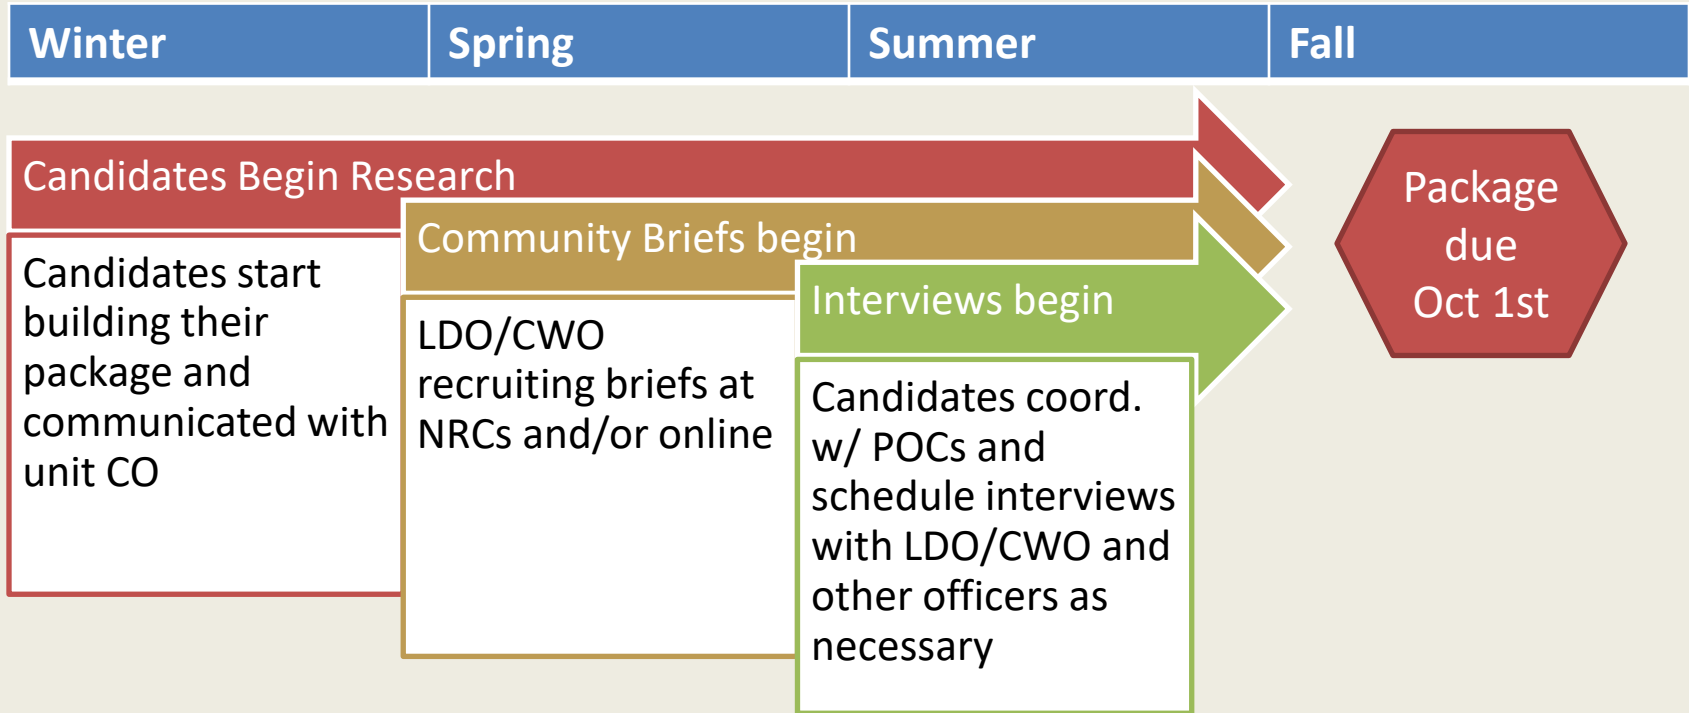 Winter
Spring
Summer
Fall
Candidates Begin Research
Candidates start
building their
package and
communicated with
unit CO
Community Briefs begin
LDO/CWO
recruiting briefs at
NRCs and/or online
Interviews begin
Candidates coord.
w/ POCs and
schedule interviews
with LDO/CWO and
other officers as
necessary
Package
due
Oct 1st